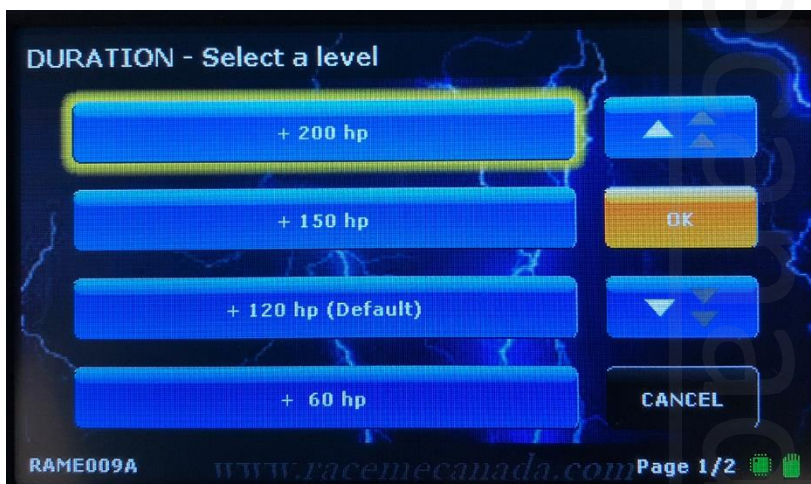 DURATION - Select a level
+ 200 hp
+ 150 hp
OK
+ 120 hp (Default)
+ 60 hp
CANCEL
RAME009A
www.racemecanada.com
Page 1/2